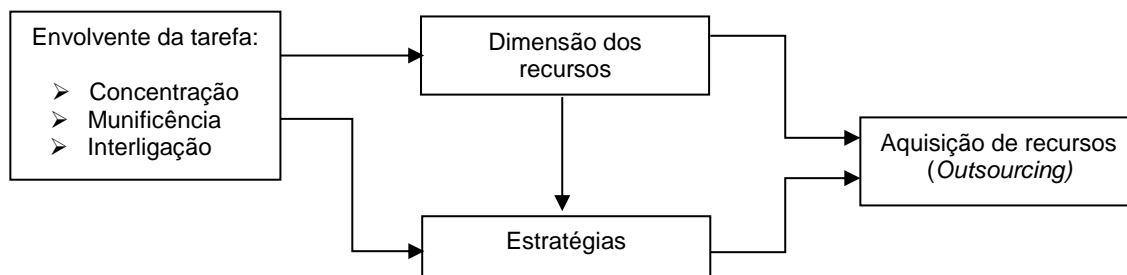 Envolvente da tarefa:
➢ Concentração
➢ Munificência
➢ Interligação
Dimensão dos
recursos
Estratégias
Aquisição de recursos
(Outsourcing)